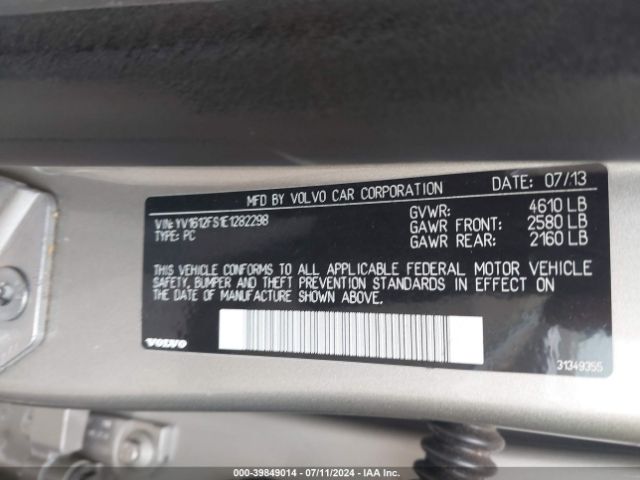 MFD BY VOLVO CAR CORPORATION DATE: 07/13
VIN: YV1612FS1E1282298 GVWR: 4610 LB
TYPE: PC GAWR FRONT: 2580 LB
GAWR REAR: 2160 LB
THIS VEHICLE CONFORMS TO ALL APPLICABLE FEDERAL MOTOR VEHICLE
SAFETY, BUMPER AND THEFT PREVENTION STANDARDS IN EFFECT ON
THE DATE OF MANUFACTURE SHOWN ABOVE.
VOLVO 31349355
000-39849014 - 07/11/2024 - IAA Inc.